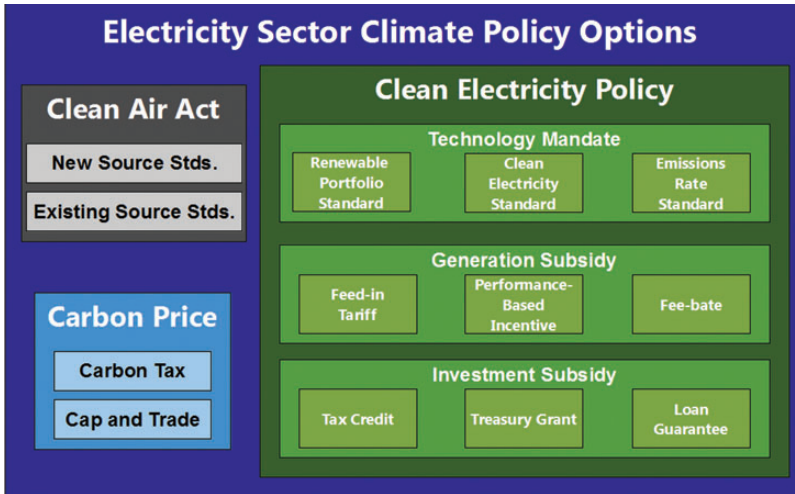 Electricity Sector Climate Policy Options
Clean Air Act
New Source Stds.
Existing Source Stds.
Carbon Price
Carbon Tax
Cap and Trade
Clean Electricity Policy
Technology Mandate
Renewable
Portfolio
Standard
Clean
Electricity
Standard
Emissions
Rate
Standard
Generation Subsidy
Feed-in
Tariff
Performance-
Based
Incentive
Fee-bate
Investment Subsidy
Tax Credit
Treasury Grant
Loan
Guarantee